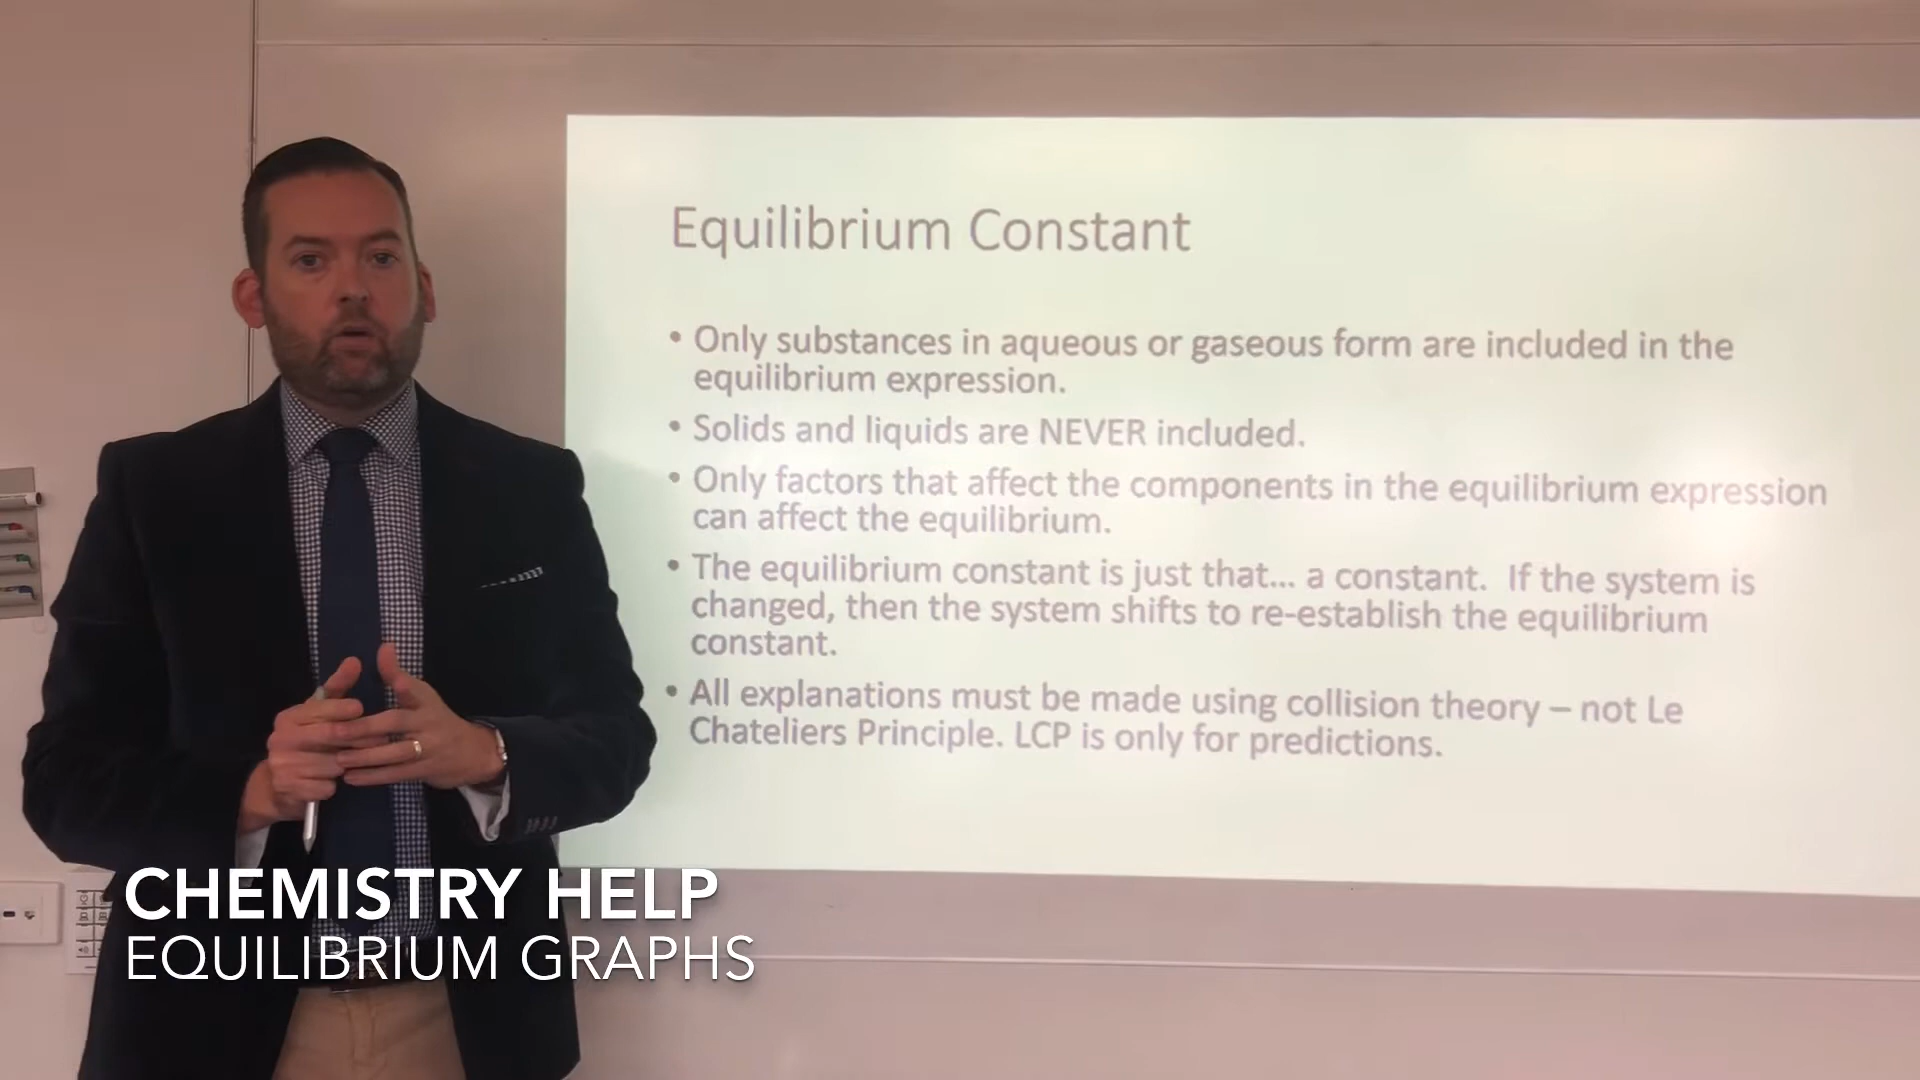 Equilibrium Constant
• Only substances in aqueous or gaseous form are included in the
equilibrium expression.
• Solids and liquids are NEVER included.
• Only factors that affect the components in the equilibrium expression
can affect the equilibrium.
• The equilibrium constant is just that... a constant. If the system is
changed, then the system shifts to re-establish the equilibrium
constant.
• All explanations must be made using collision theory – not Le
Chateliers Principle. LCP is only for predictions.
CHEMISTRY HELP
EQUILIBRIUM GRAPHS